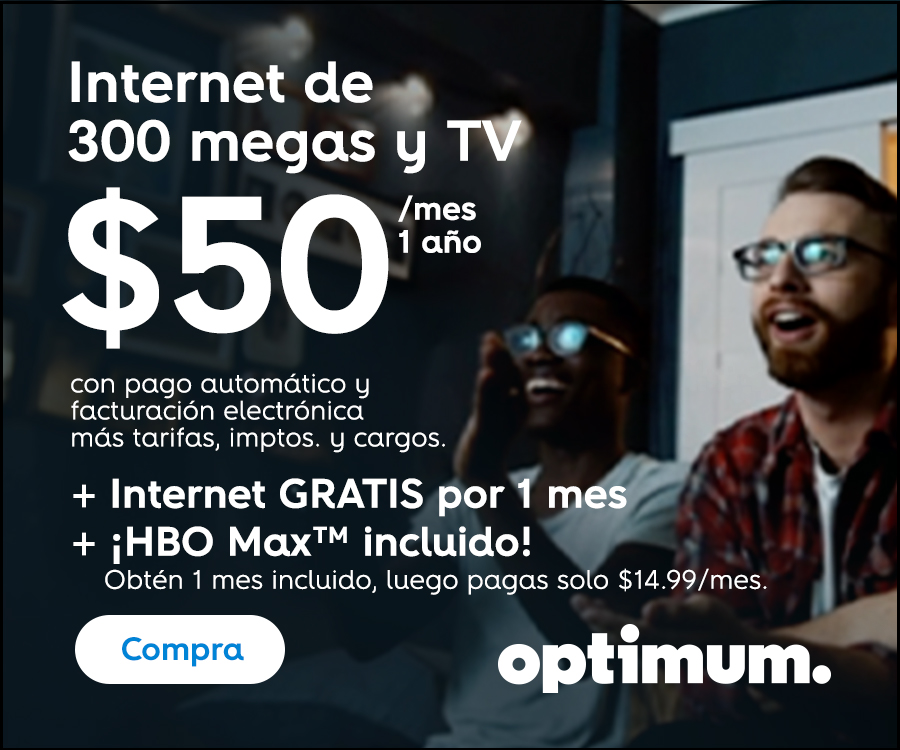 Internet de
300 megas y TV
$50
/mes
1 año
con pago automático y
facturación electrónica
más tarifas, imptos. y cargos.
+ Internet GRATIS por 1 mes
+ ¡HBO Max™ incluido!
Obtén 1 mes incluido, luego pagas solo $14.99/mes.
Compra
optimum.